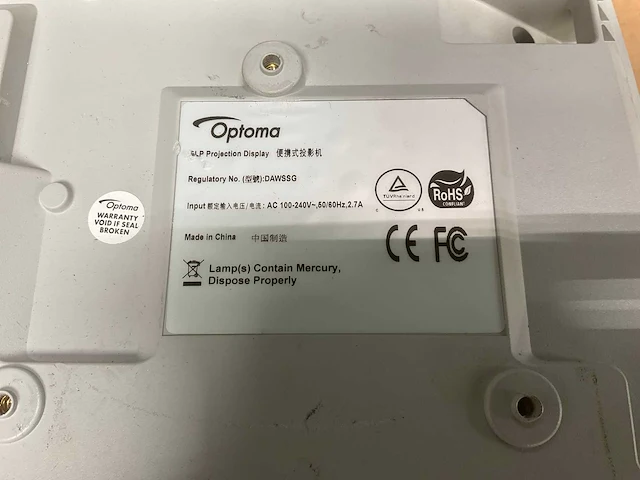 Optoma
DLP Projection Display 便携式投影机
Regulatory No. (型號):DAWSSG
Input 额定输入电压/电流: AC 100-240V~,50/60Hz,2.7A
Made in China 中国制造
Lamp(s) Contain Mercury,
Dispose Properly
TUVRheinland
RoHS
COMPLIANT
CE FC
Optoma
WARRANTY
VOID IF SEAL
BROKEN